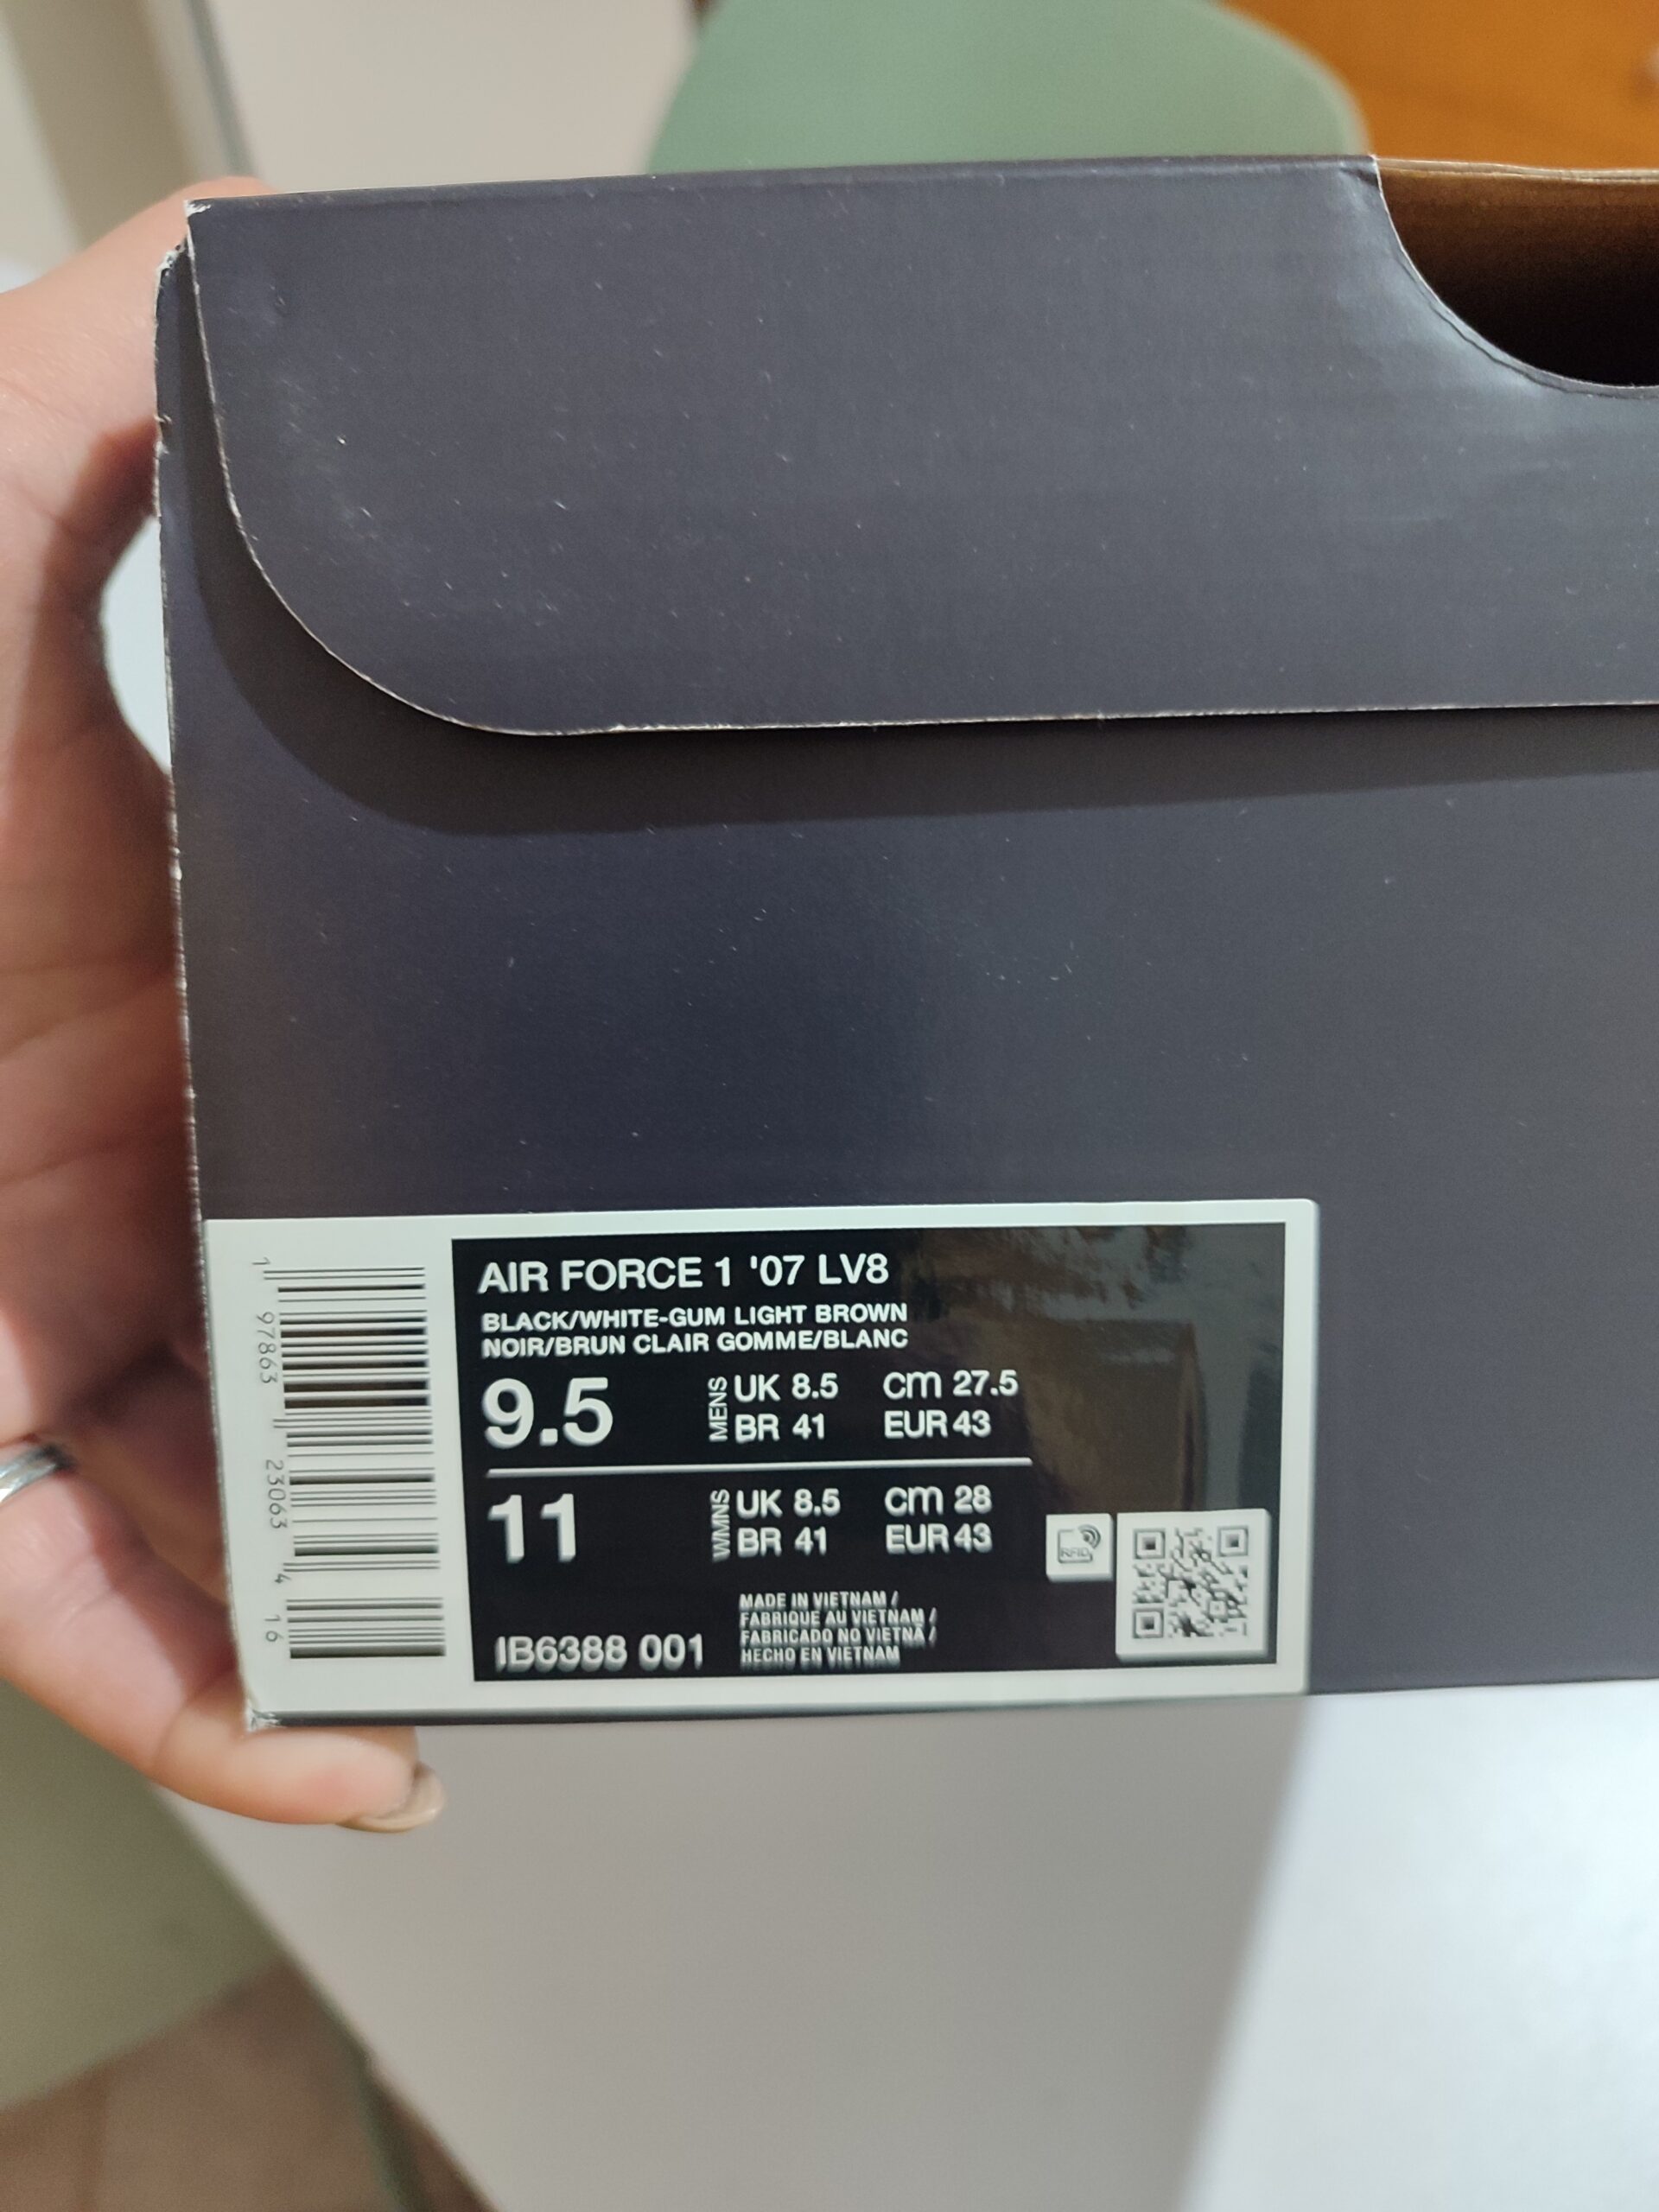 AIR FORCE 1 '07 LV8
BLACK/WHITE-GUM LIGHT BROWN
NOIR/BRUN CLAIR GOMME/BLANC
9.5 MENS UK 8.5 CM 27.5
BR 41 EUR 43
11 WMNS UK 8.5 CM 28
BR 41 EUR 43
RFID
MADE IN VIETNAM /
FABRIQUE AU VIETNAM /
FABRICADO NO VIETNÃ /
HECHO EN VIETNAM
IB6388 001
1 97863 23063 4 16